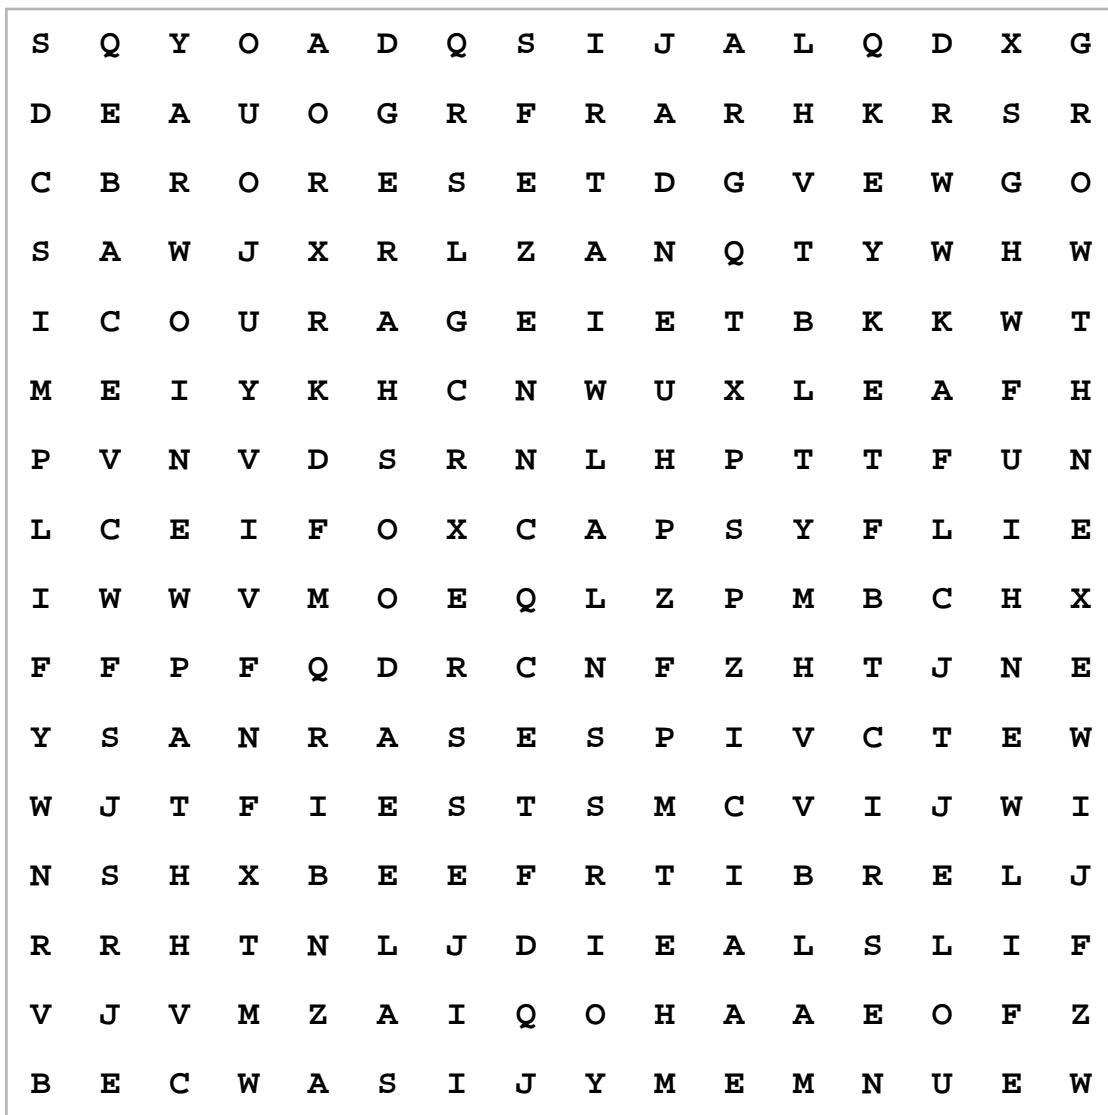 S Q Y O A D Q S I J A L Q D X G
D E A U O G R F R A R H K R S R
C B R O R E S E T D G V E W G O
S A W J X R L Z A N Q T Y W H W
I C O U R A G E I E T B K K W T
M E I Y K H C N W U X L E A F H
P V N V D S R N L H P T T F U N
L C E I F O X C A P S Y F L I E
I W W V M O E Q L Z P M B C H X
F F P F Q D R C N F Z H T J N E
Y S A N R A S E S P I V C T E W
W J T F I E S T S M C V I J W I
N S H X B E E F R T I B R E L J
R R H T N L J D I E A L S L I F
V J V M Z A I Q O H A A E O F Z
B E C W A S I J Y M E M N U E W